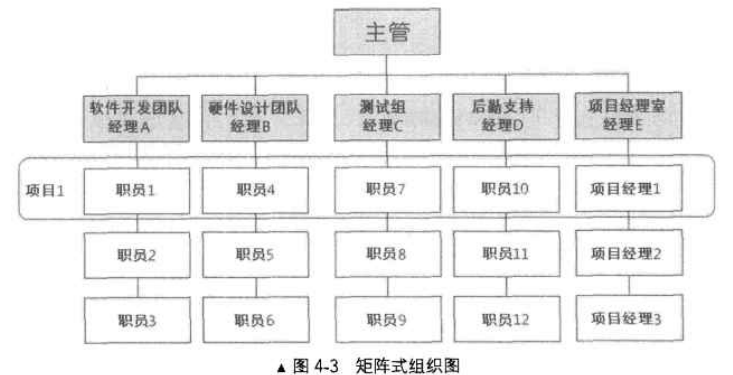 主管
软件开发团队
经理A
硬件设计团队
经理B
测试组
经理C
后勤支持
经理D
项目经理室
经理E
项目1
职员1
职员4
职员7
职员10
项目经理1
职员2
职员5
职员8
职员11
项目经理2
职员3
职员6
职员9
职员12
项目经理3
▲ 图 4-3 矩阵式组织图